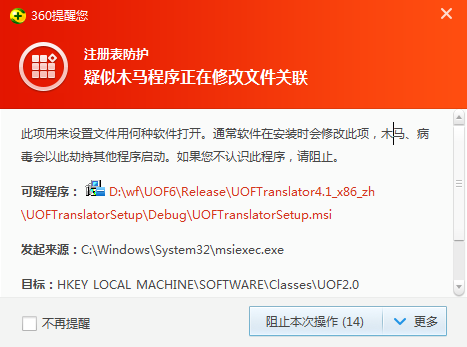 360提醒您
注册表防护
疑似木马程序正在修改文件关联
此项用来设置文件用何种软件打开。通常软件在安装时会修改此项，木马、病
毒会以此劫持其他程序启动。如果您不认识此程序，请阻止。
可疑程序： D:\wf\UOF6\Release\UOFTranslator4.1_x86_zh
\UOFTranslatorSetup\Debug\UOFTranslatorSetup.msi
发起来源：C:\Windows\System32\msiexec.exe
目标：HKEY_LOCAL_MACHINE\SOFTWARE\Classes\UOF2.0
不再提醒
阻止本次操作 (14)
更多